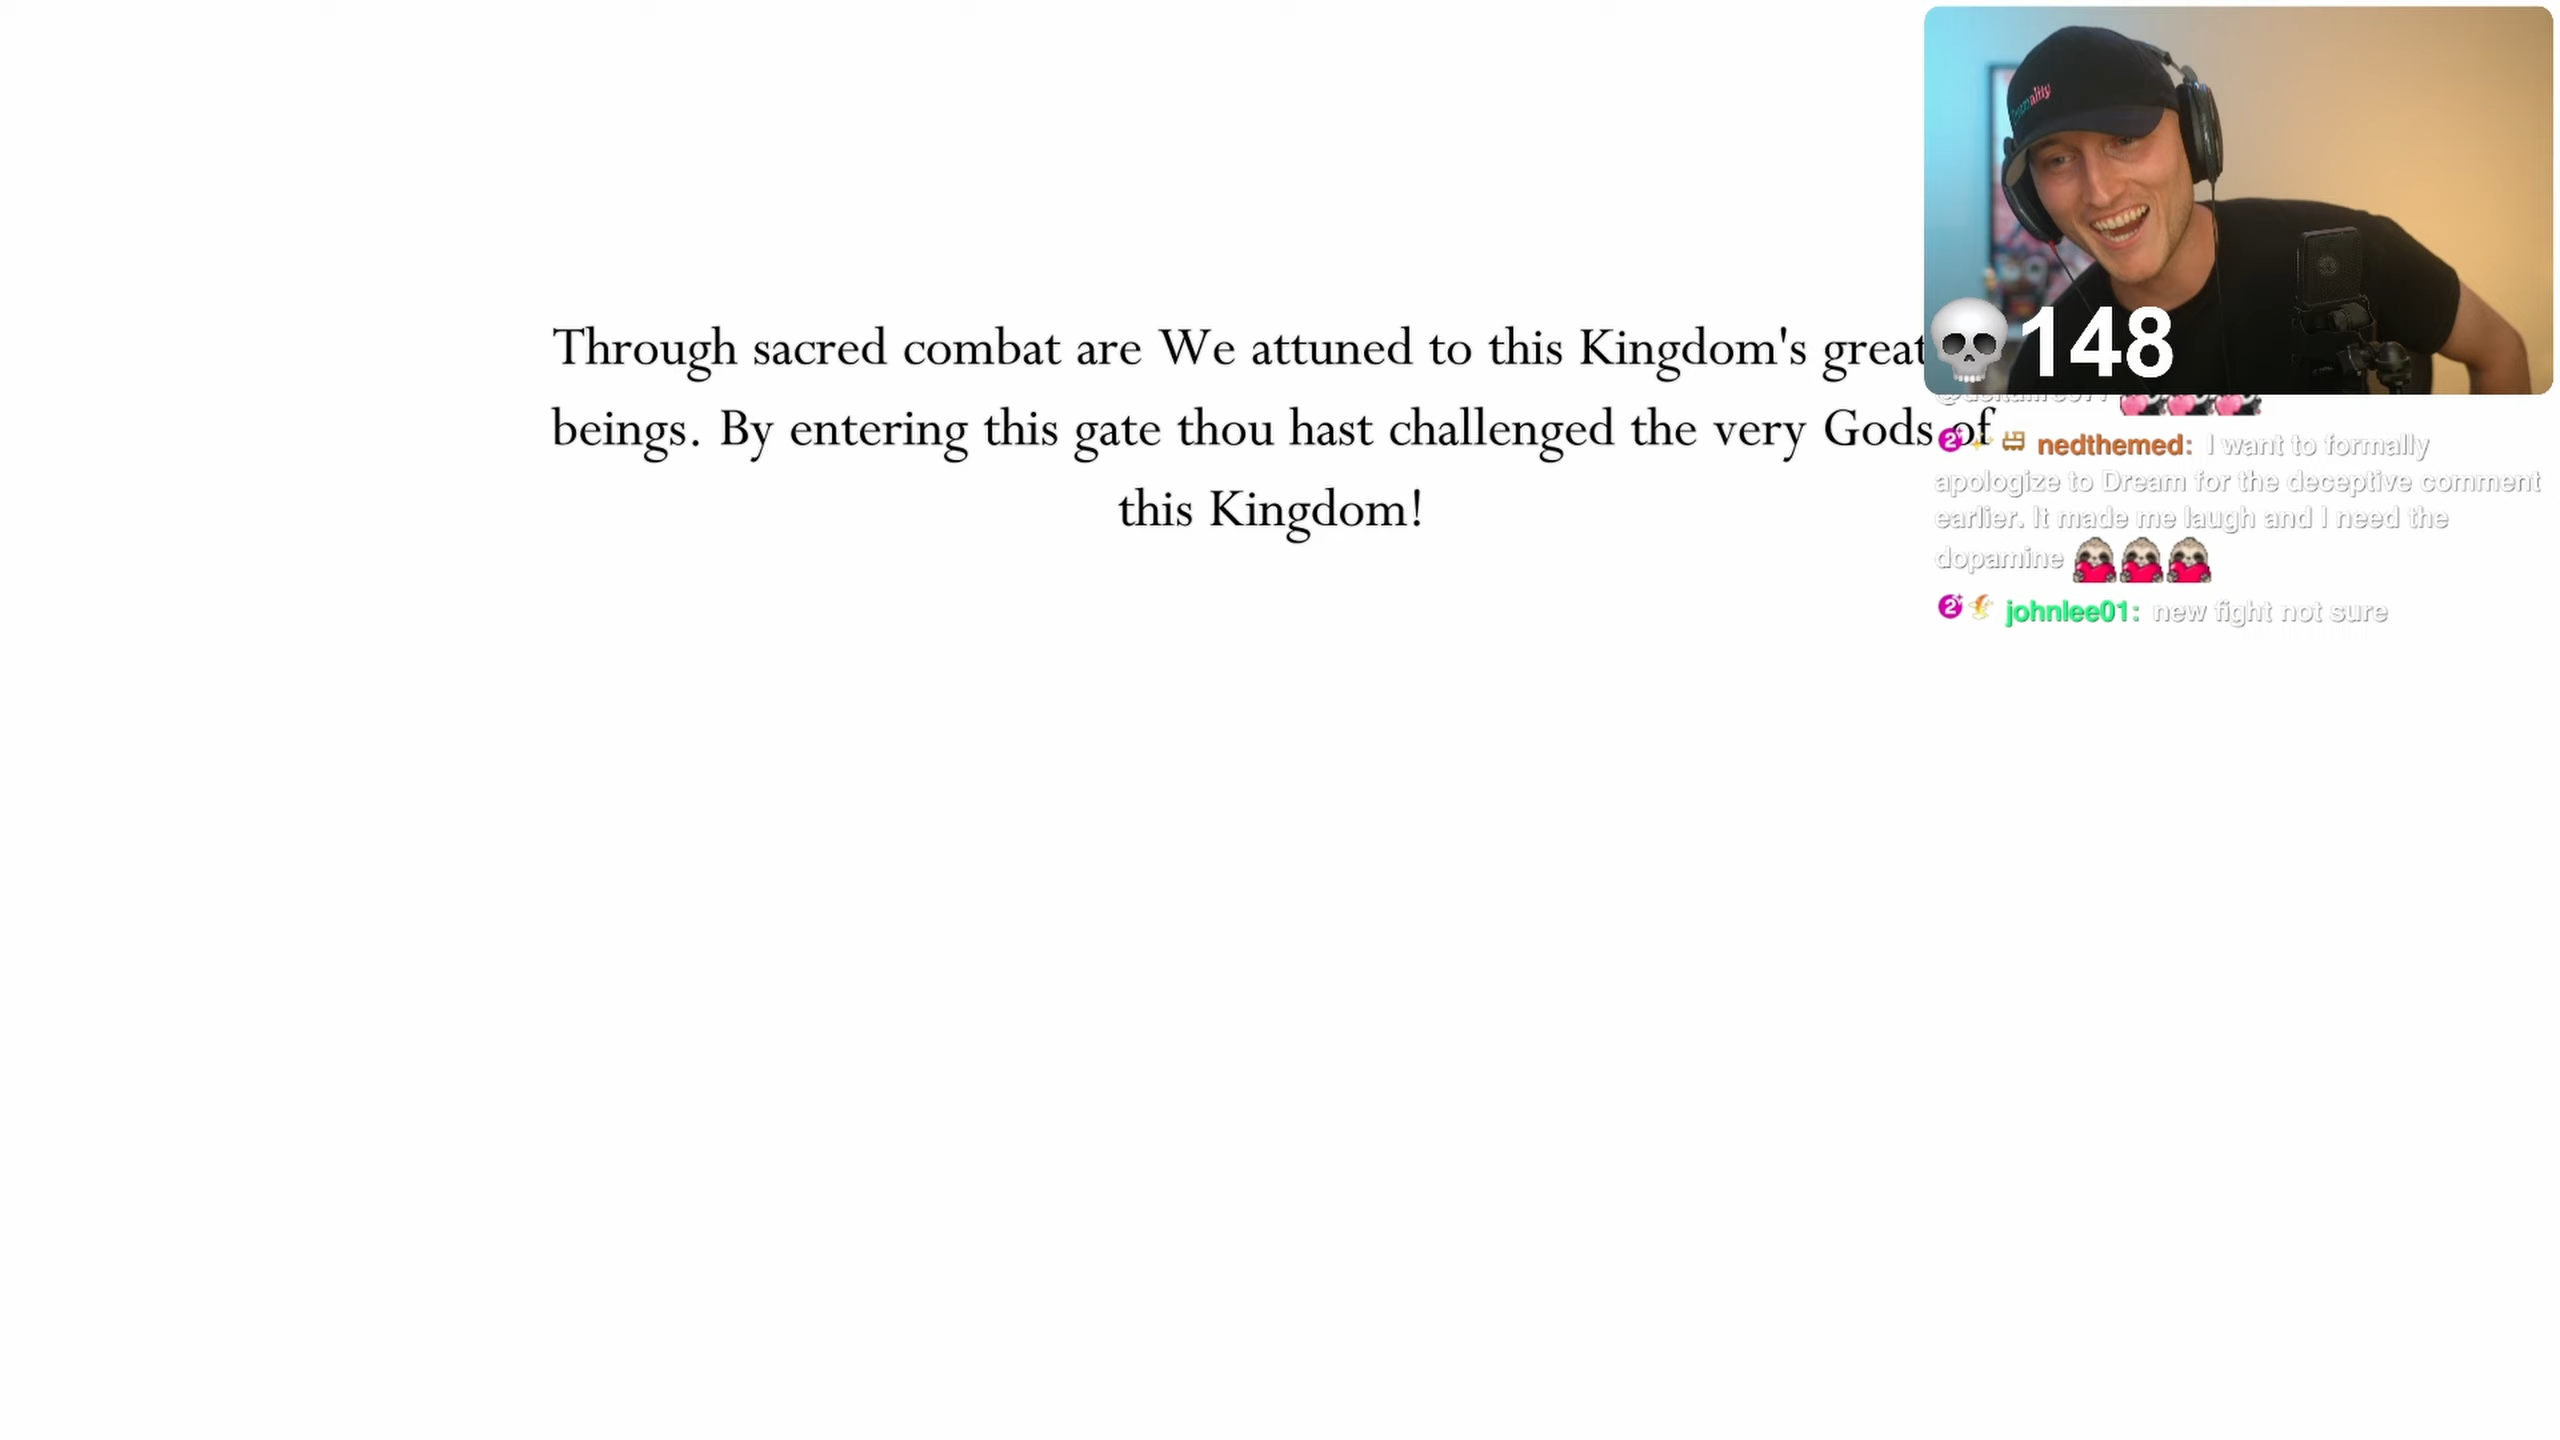 Through sacred combat are We attuned to this Kingdom's great
beings. By entering this gate thou hast challenged the very Gods of
this Kingdom!
148
nedthemed: I want to formally
apologize to Dream for the deceptive comment
earlier. It made me laugh and I need the
dopamine
johnlee01: new fight not sure